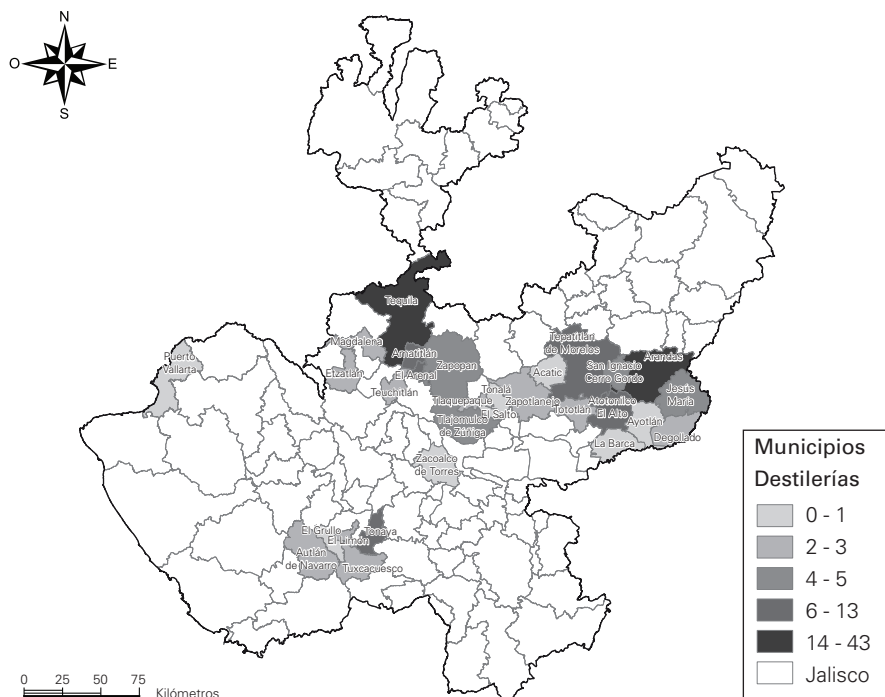 N
O E
S
Tequila
Puerto
Vallarta
Magdalena
Etzatlán
Amatitlán
El Arenal
Teuchitlán
Zapopan
Tonalá
Tlaquepaque
El Salto
Tlajomulco
de Zúñiga
Zapotlanejo
Acatic
Tepatitlán
de Morelos
San Ignacio
Cerro Gordo
Arandas
Jesús
María
Atotonilco
El Alto
Tototlán
Ayotlán
La Barca
Degollado
Zacoalco
de Torres
El Grullo
El Limón
Tonaya
Autlán
de Navarro
Tuxcacuesco
Municipios
Destilerías
0 - 1
2 - 3
4 - 5
6 - 13
14 - 43
Jalisco
0 25 50 75
Kilómetros